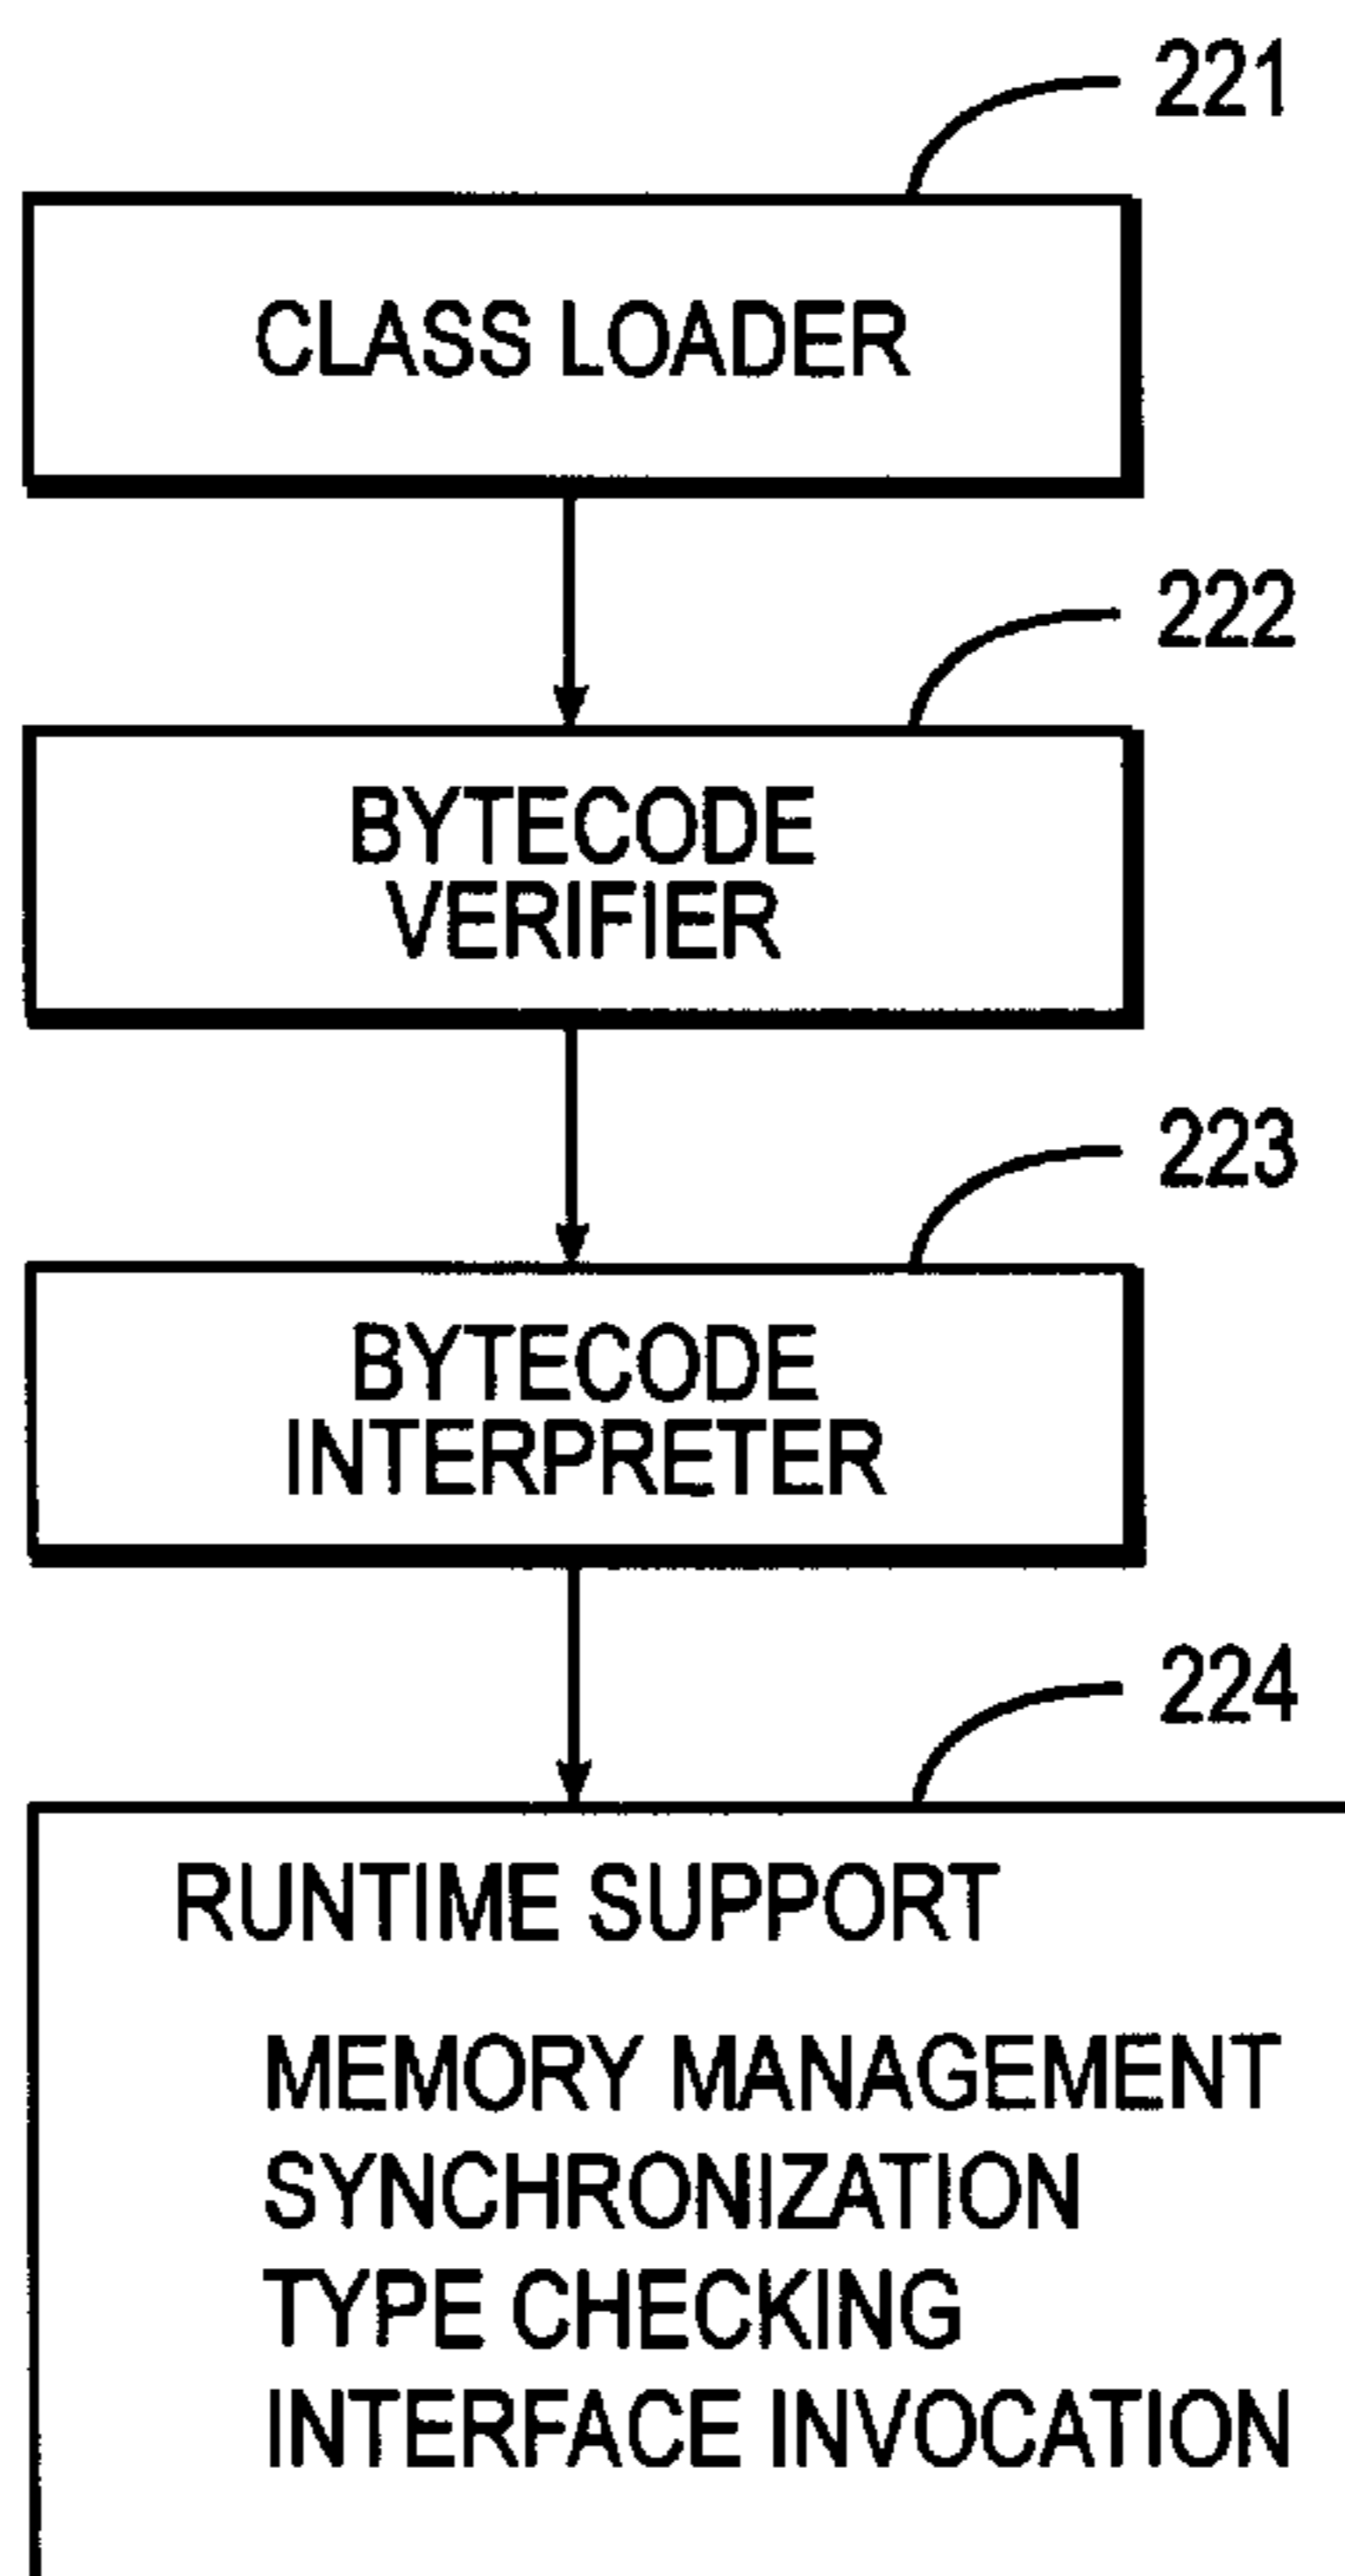 221
CLASS LOADER
222
BYTECODE
VERIFIER
223
BYTECODE
INTERPRETER
224
RUNTIME SUPPORT
MEMORY MANAGEMENT
SYNCHRONIZATION
TYPE CHECKING
INTERFACE INVOCATION